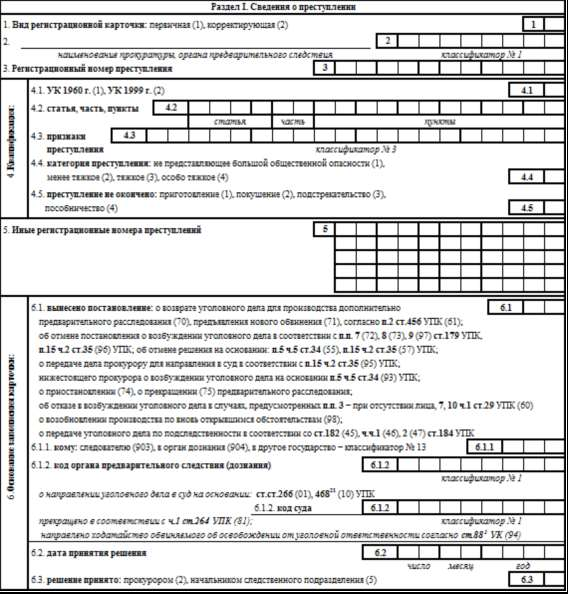 Раздел I. Сведения о преступлении
1. Вид регистрационной карточки: первичная (1), корректирующая (2) 1
2. 2
наименование прокуратуры, органа предварительного следствия классификатор № 1
3. Регистрационный номер преступления 3
4. Квалификация:
4.1. УК 1960 г. (1), УК 1999 г. (2) 4.1
4.2. статья, часть, пункты 4.2
статья часть пункты
4.3. признаки 4.3
преступления классификатор № 3
4.4. категория преступления: не представляющее большой общественной опасности (1),
менее тяжкое (2), тяжкое (3), особо тяжкое (4) 4.4
4.5. преступление не окончено: приготовление (1), покушение (2), подстрекательство (3),
пособничество (4) 4.5
5. Иные регистрационные номера преступлений 5
6. Основание заполнения карточки:
6.1. вынесено постановление: о возврате уголовного дела для производства дополнительно 6.1
предварительного расследования (70), предъявления нового обвинения (71), согласно п.2 ст.456 УПК (61);
об отмене постановления о возбуждении уголовного дела в соответствии с п.п. 7 (72), 8 (73), 9 (97) ст.179 УПК,
п.15 ч.2 ст.35 (96) УПК; об отмене решения на основании: п.5 ч.5 ст.34 (55), п.15 ч.2 ст.35 (57) УПК;
о передаче дела прокурору для направления в суд в соответствии с п.15 ч.2 ст.35 (95) УПК;
нижестоящего прокурора о возбуждении уголовного дела на основании п.5 ч.5 ст.34 (93) УПК;
о приостановлении (74), о прекращении (75) предварительного расследования;
об отказе в возбуждении уголовного дела в случаях, предусмотренных п.п. 3 – при отсутствии лица, 7, 10 ч.1 ст.29 УПК (60)
о возобновлении производства по вновь открывшимся обстоятельствам (98);
о передаче уголовного дела по подследственности в соответствии со ст.182 (45), ч.ч.1 (46), 2 (47) ст.184 УПК
6.1.1. кому: следователю (903), в орган дознания (904), в другое государство – классификатор № 13 6.1.1
6.1.2. код органа предварительного следствия (дознания) 6.1.2
классификатор № 1
о направлении уголовного дела в суд на основании: ст.ст.266 (01), 468²¹ (10) УПК
6.1.2. код суда 6.1.2
прекращено в соответствии с ч.1 ст.264 УПК (81); классификатор № 1
направлено ходатайство обвиняемого об освобождении от уголовной ответственности согласно ст.88¹ УК (94)
6.2. дата принятия решения 6.2
число месяц год
6.3. решение принято: прокурором (2), начальником следственного подразделения (5) 6.3